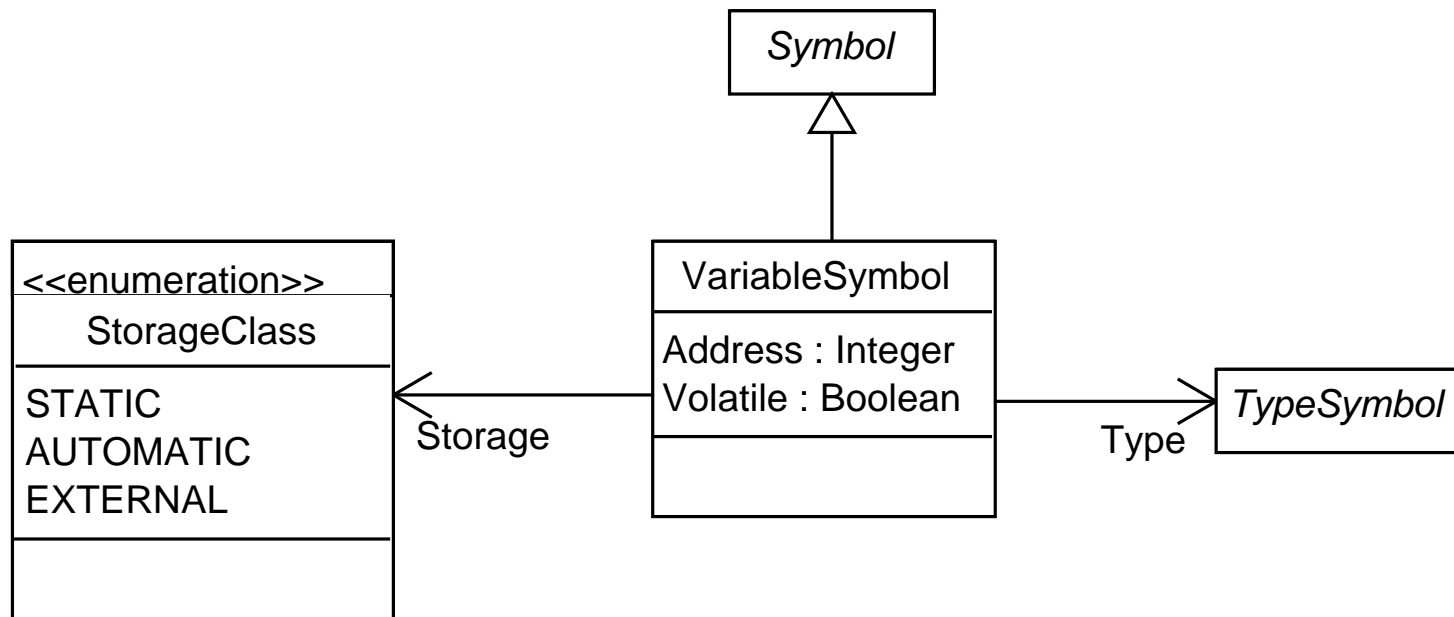 Symbol
<<enumeration>>
StorageClass
STATIC
AUTOMATIC
EXTERNAL
Storage
VariableSymbol
Address : Integer
Volatile : Boolean
Type
TypeSymbol